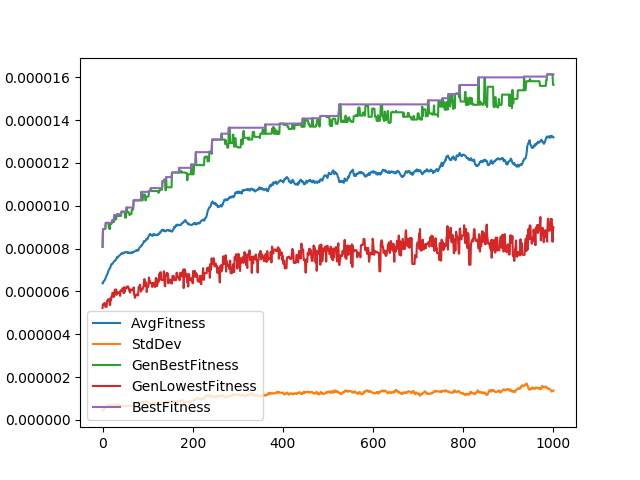 0.000016
0.000014
0.000012
0.000010
0.000008
0.000006
0.000004
0.000002
0.000000
AvgFitness
StdDev
GenBestFitness
GenLowestFitness
BestFitness
0 200 400 600 800 1000